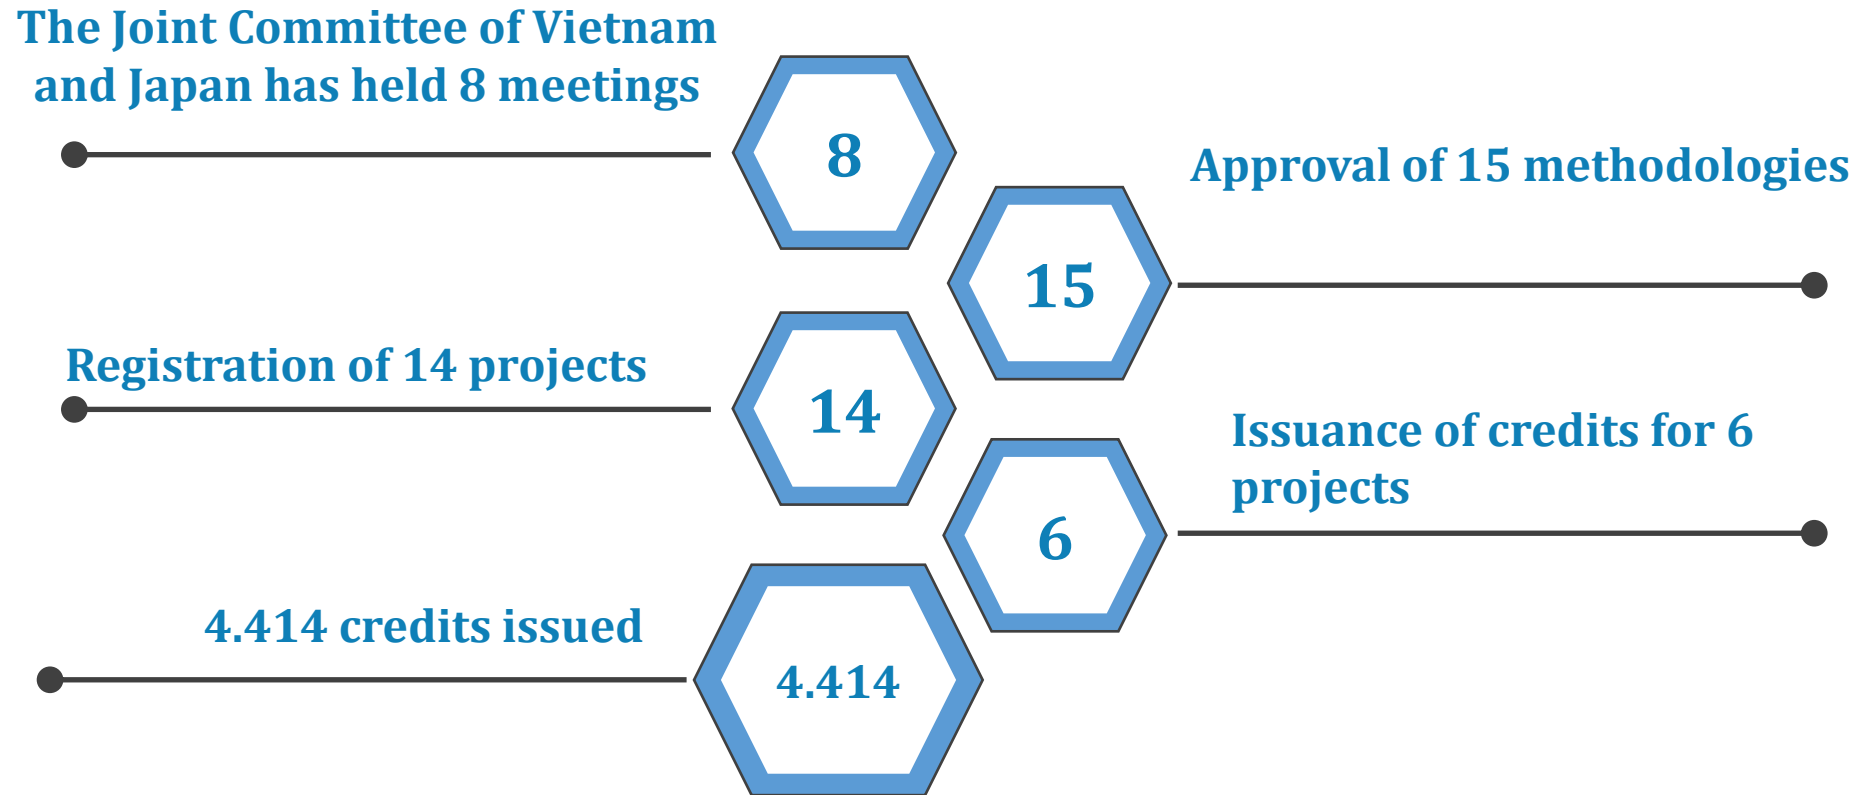 The Joint Committee of Vietnam
and Japan has held 8 meetings
8
Approval of 15 methodologies
15
Registration of 14 projects
14
Issuance of credits for 6
projects
6
4.414 credits issued
4.414